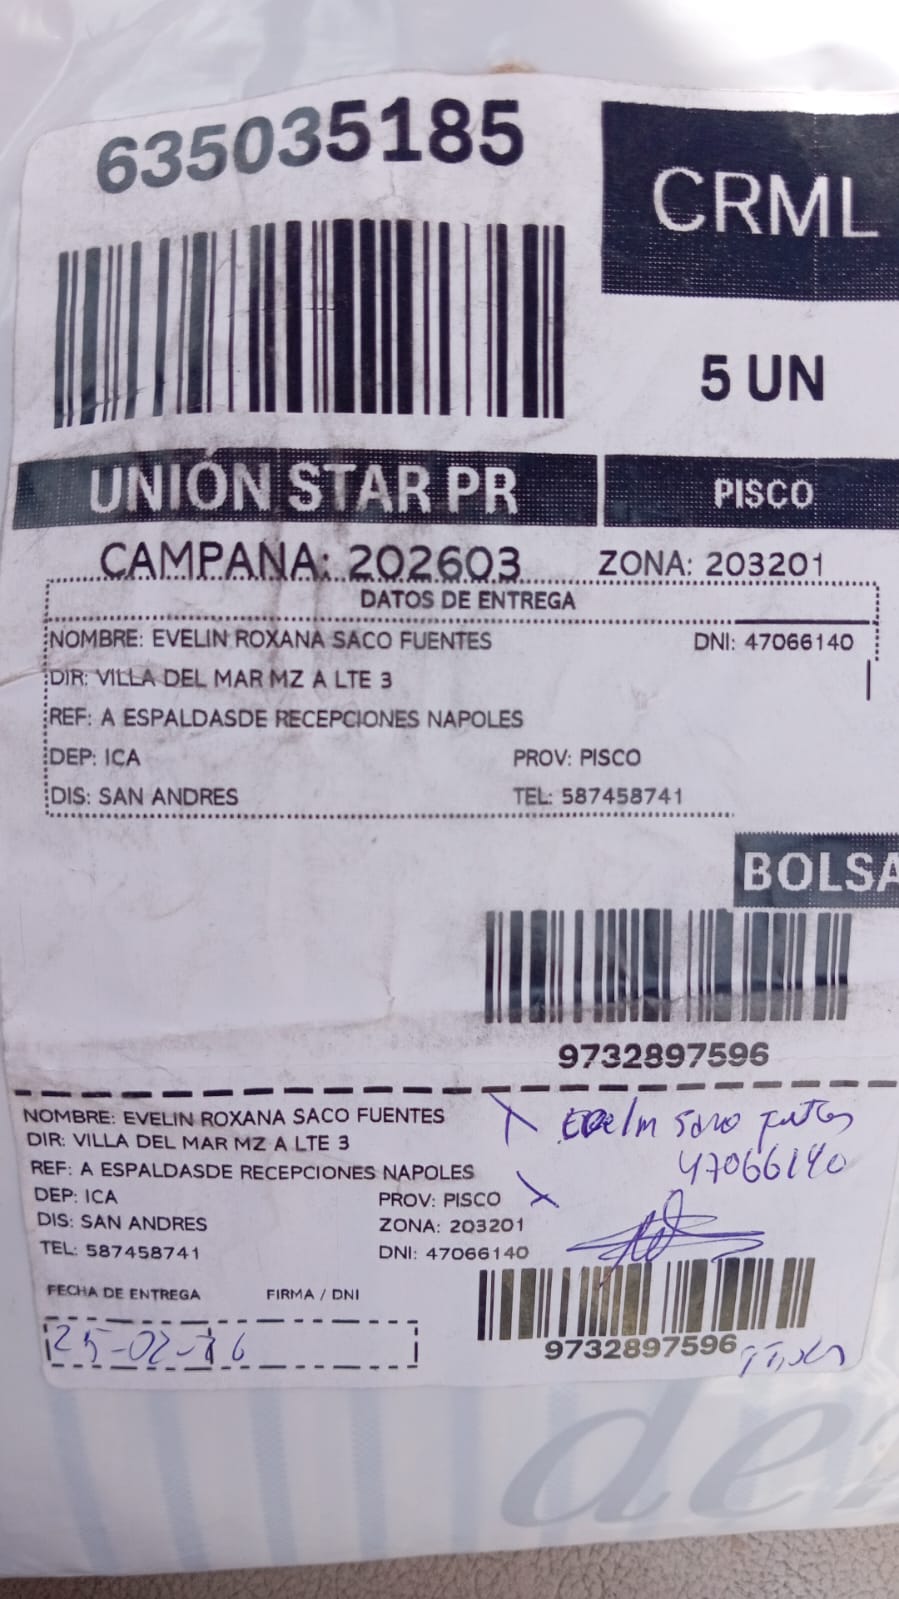 635035185
CRML
5 UN
UNIÓN STAR PR
PISCO
CAMPANA: 202603 ZONA: 203201
DATOS DE ENTREGA
NOMBRE: EVELIN ROXANA SACO FUENTES DNI: 47066140
DIR: VILLA DEL MAR MZ A LTE 3
REF: A ESPALDASDE RECEPCIONES NAPOLES
DEP: ICA PROV: PISCO
DIS: SAN ANDRES TEL: 587458741
BOLSA
9732897596
NOMBRE: EVELIN ROXANA SACO FUENTES
DIR: VILLA DEL MAR MZ A LTE 3
REF: A ESPALDASDE RECEPCIONES NAPOLES
DEP: ICA PROV: PISCO
DIS: SAN ANDRES ZONA: 203201
TEL: 587458741 DNI: 47066140
Evelin Saco Fuentes
47066140
FECHA DE ENTREGA FIRMA / DNI
25-02-26
9732897596
de